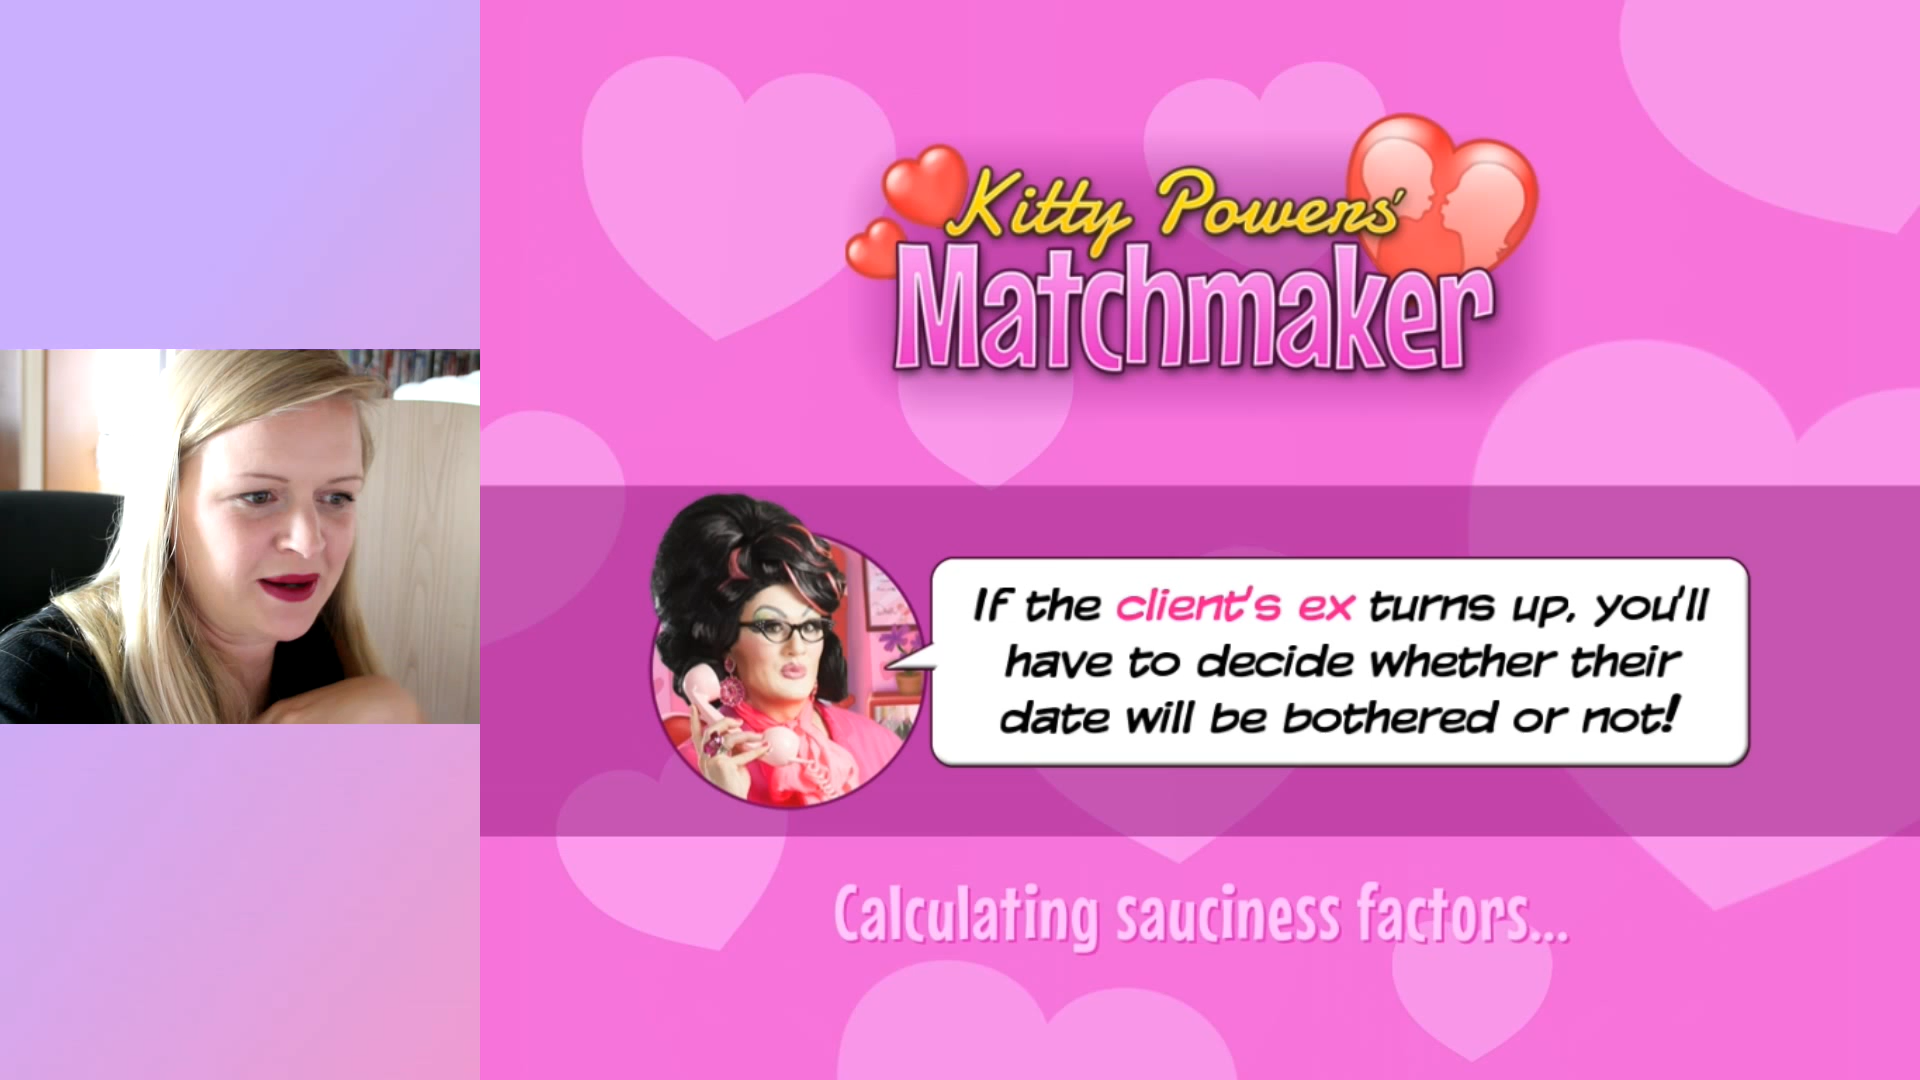 Kitty Powers'
Matchmaker
If the client's ex turns up, you'll
have to decide whether their
date will be bothered or not!
Calculating sauciness factors...